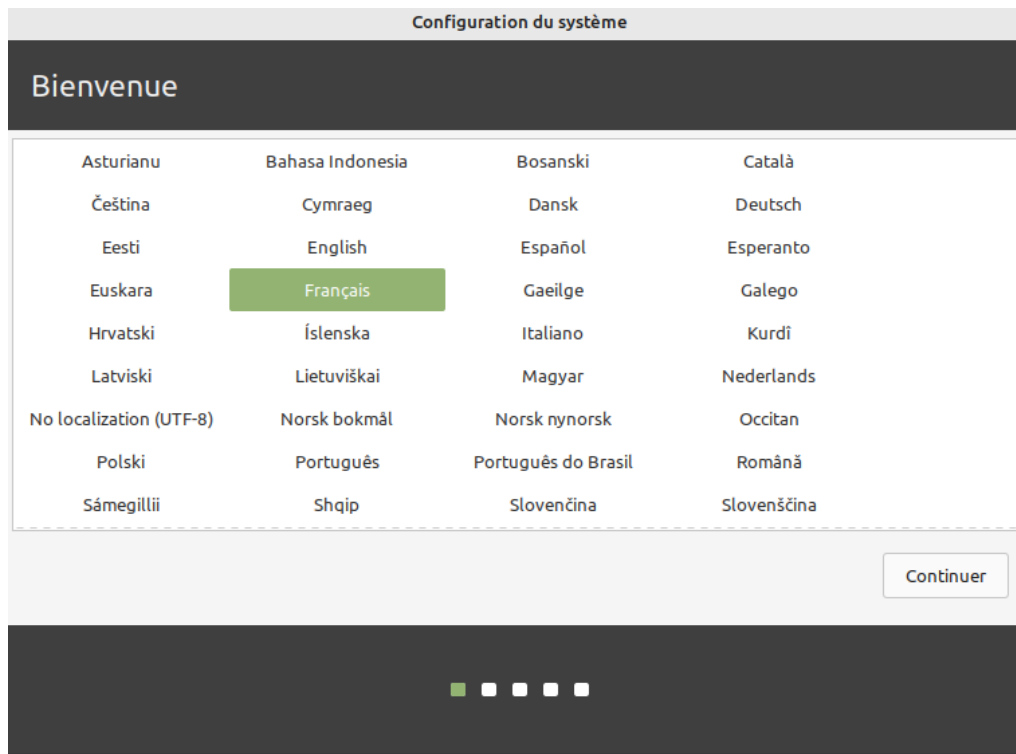 Configuration du système
Bienvenue
Asturianu Bahasa Indonesia Bosanski Català
Čeština Cymraeg Dansk Deutsch
Eesti English Español Esperanto
Euskara Français Gaeilge Galego
Hrvatski Íslenska Italiano Kurdî
Latviski Lietuviškai Magyar Nederlands
No localization (UTF-8) Norsk bokmål Norsk nynorsk Occitan
Polski Português Português do Brasil Română
Sámegillii Shqip Slovenčina Slovenščina
Continuer